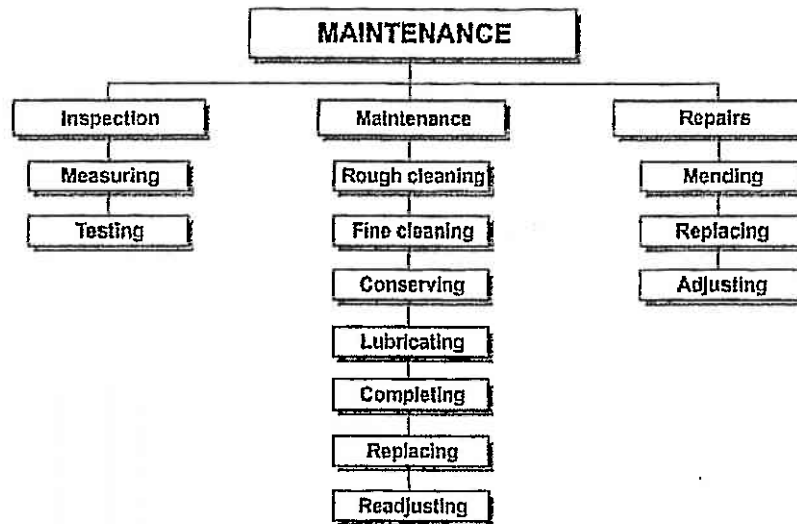 MAINTENANCE
Inspection
Measuring
Testing
Maintenance
Rough cleaning
Fine cleaning
Conserving
Lubricating
Completing
Replacing
Readjusting
Repairs
Mending
Replacing
Adjusting